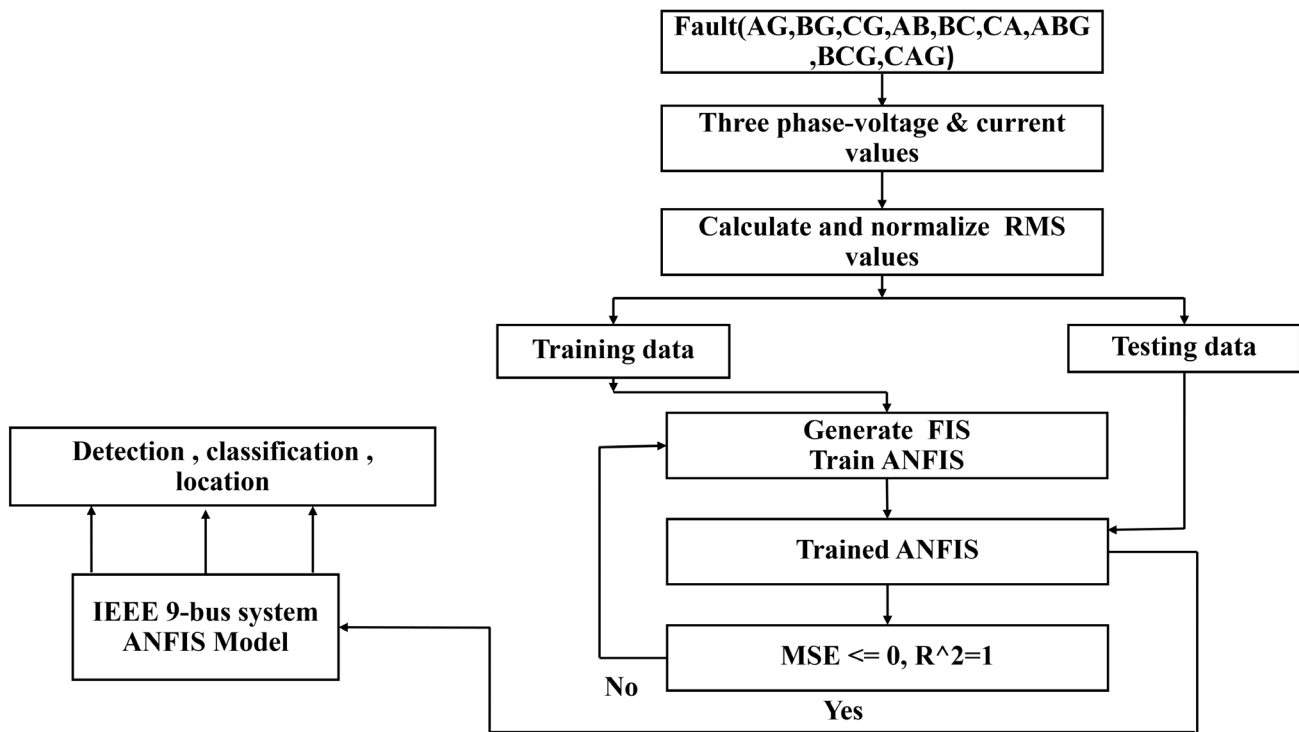 Fault(AG,BG,CG,AB,BC,CA,ABG
,BCG,CAG)
Three phase-voltage & current
values
Calculate and normalize RMS
values
Training data
Testing data
Generate FIS
Train ANFIS
Detection , classification ,
location
Trained ANFIS
IEEE 9-bus system
ANFIS Model
MSE <= 0, R^2=1
No
Yes